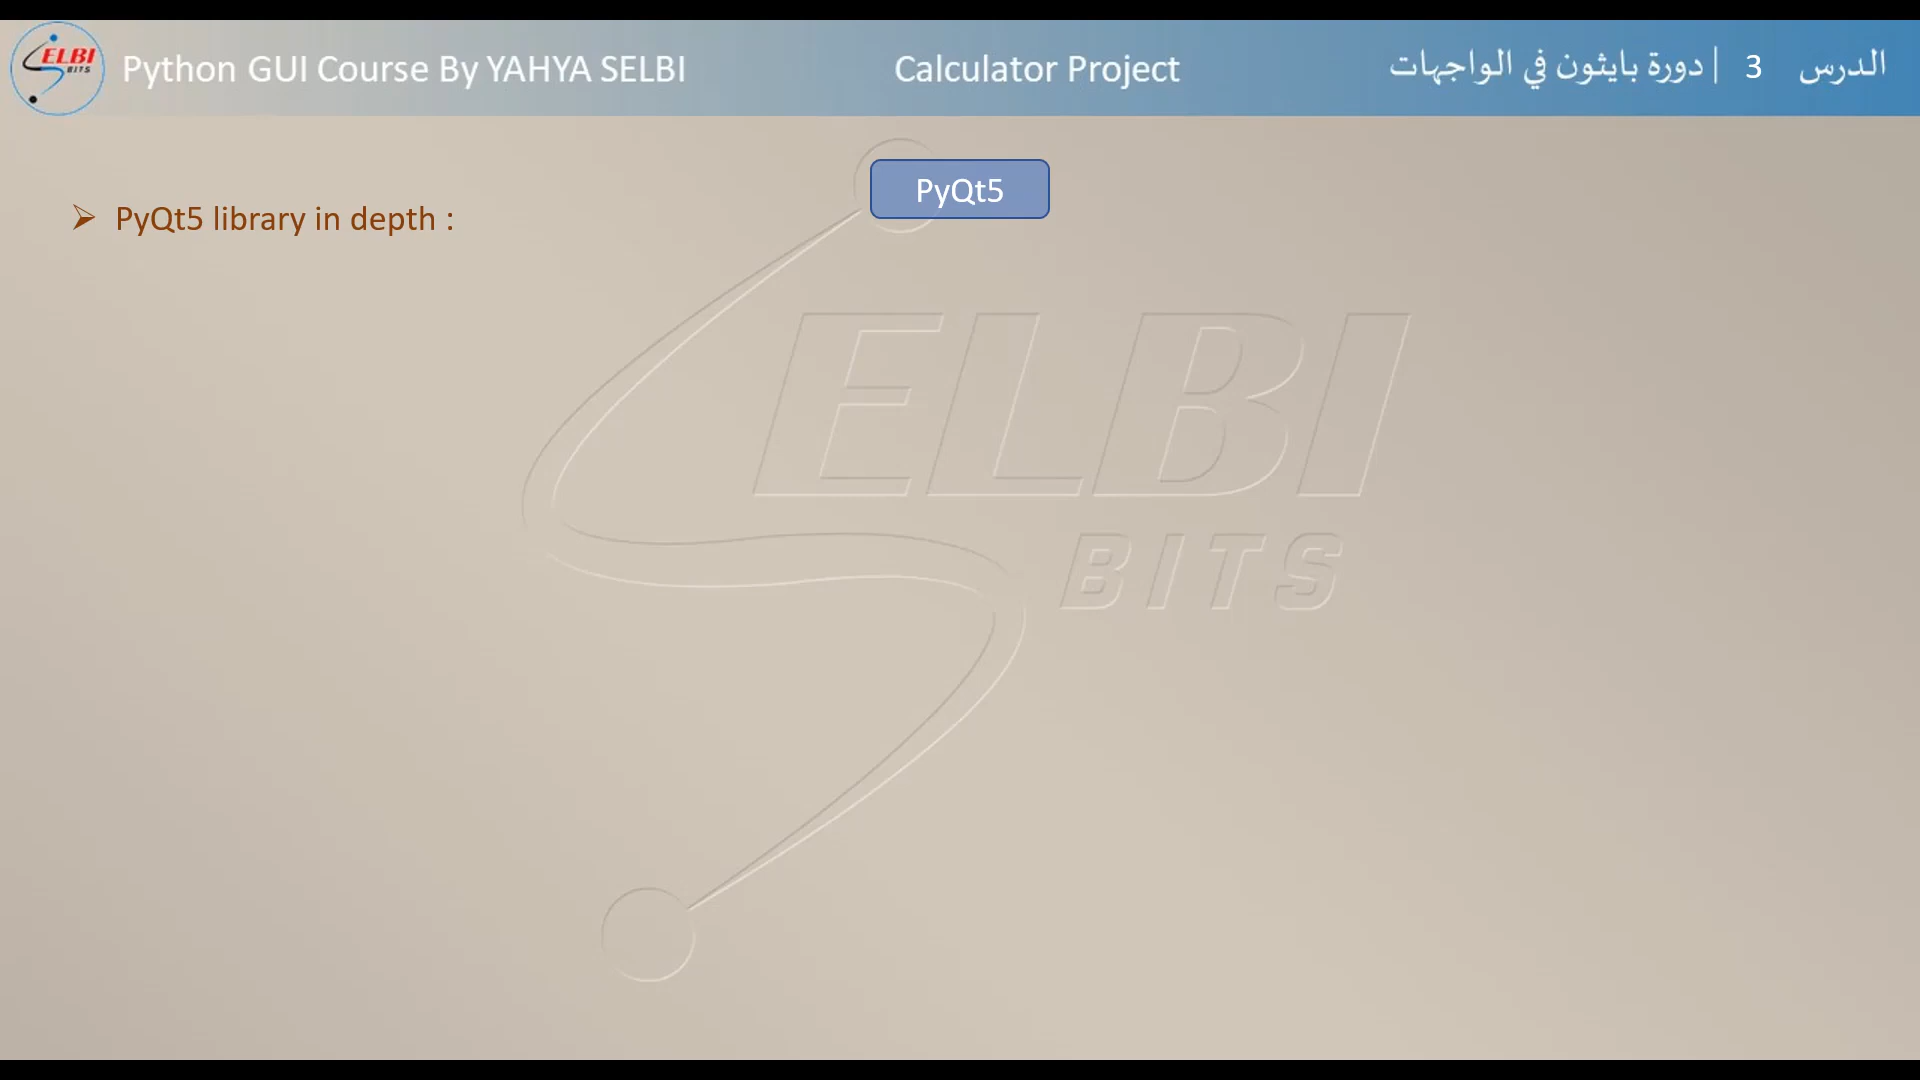 ELBI
BITS
Python GUI Course By YAHYA SELBI
Calculator Project
الدرس 3 | دورة بايثون في الواجهات
PyQt5
➢ PyQt5 library in depth :
ELBI
BITS